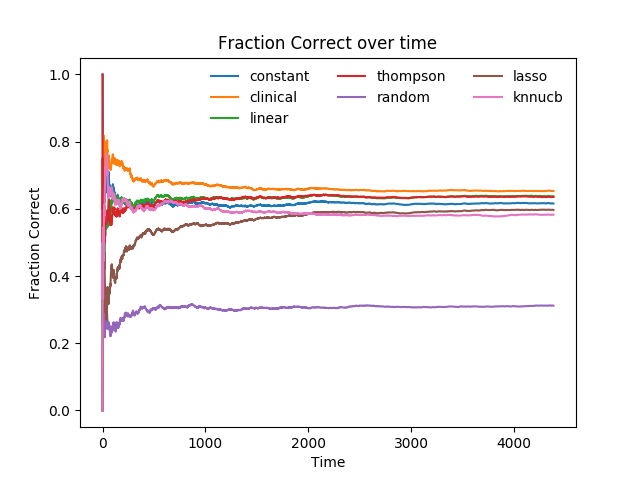 Fraction Correct over time
constant thompson lasso
clinical random knnucb
linear
1.0
0.8
0.6
0.4
0.2
0.0
Fraction Correct
0 1000 2000 3000 4000
Time